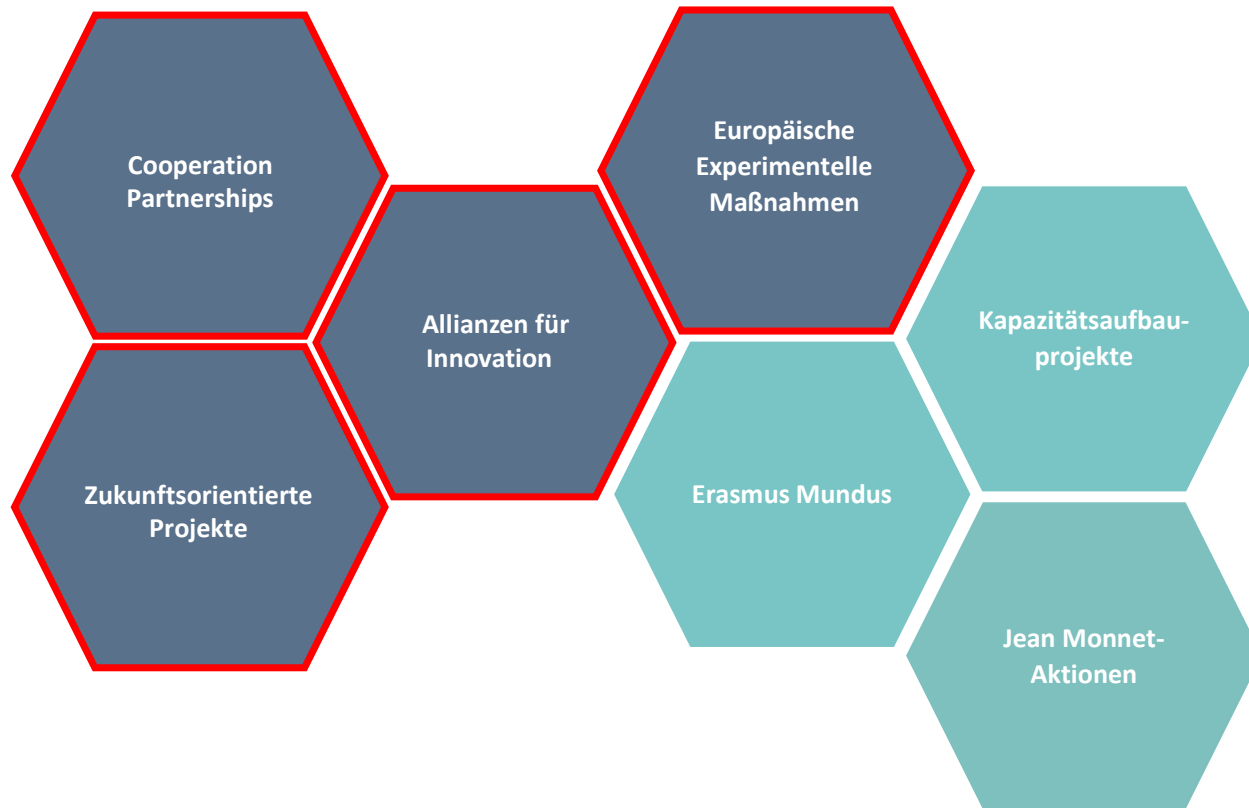 Cooperation
Partnerships
Europäische
Experimentelle
Maßnahmen
Allianzen für
Innovation
Kapazitätsaufbau-
projekte
Zukunftsorientierte
Projekte
Erasmus Mundus
Jean Monnet-
Aktionen